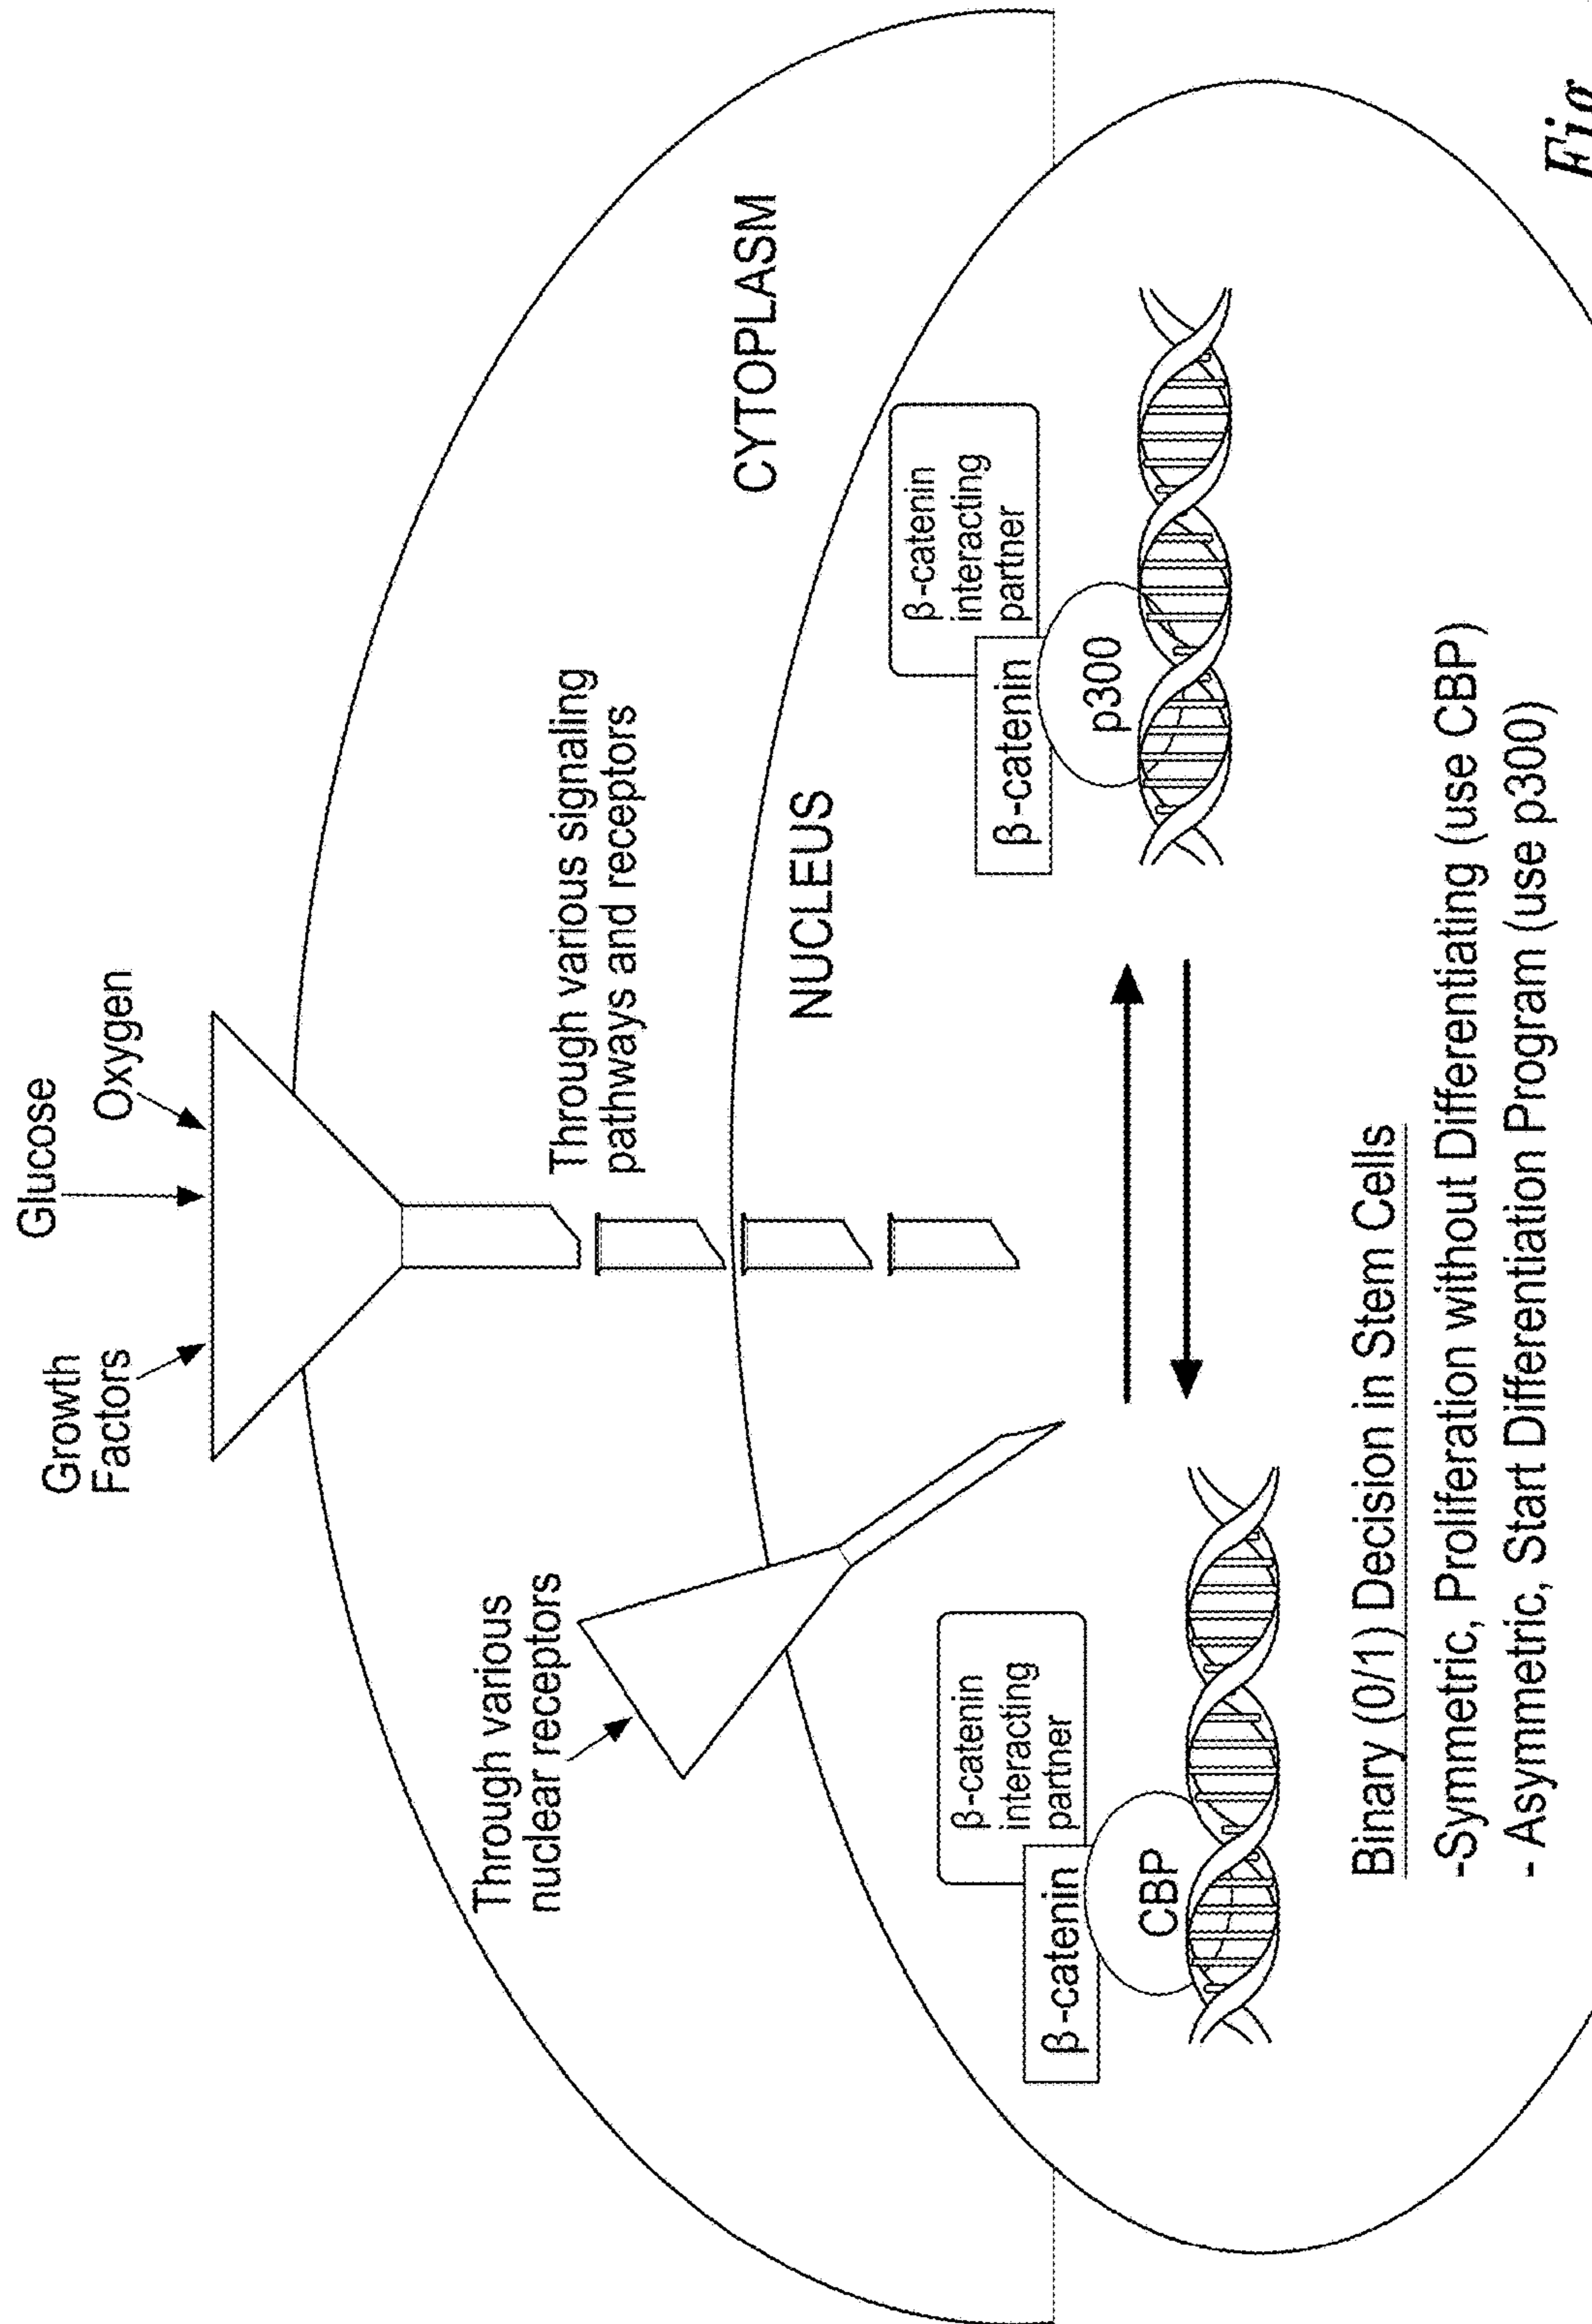 Growth
Factors
Glucose
Oxygen
Through various signaling
pathways and receptors
Through various
nuclear receptors
CYTOPLASM
NUCLEUS
β-catenin
interacting
partner
β-catenin
CBP
β-catenin
interacting
partner
β-catenin
p300
Binary (0/1) Decision in Stem Cells
-Symmetric, Proliferation without Differentiating (use CBP)
- Asymmetric, Start Differentiation Program (use p300)
Fig